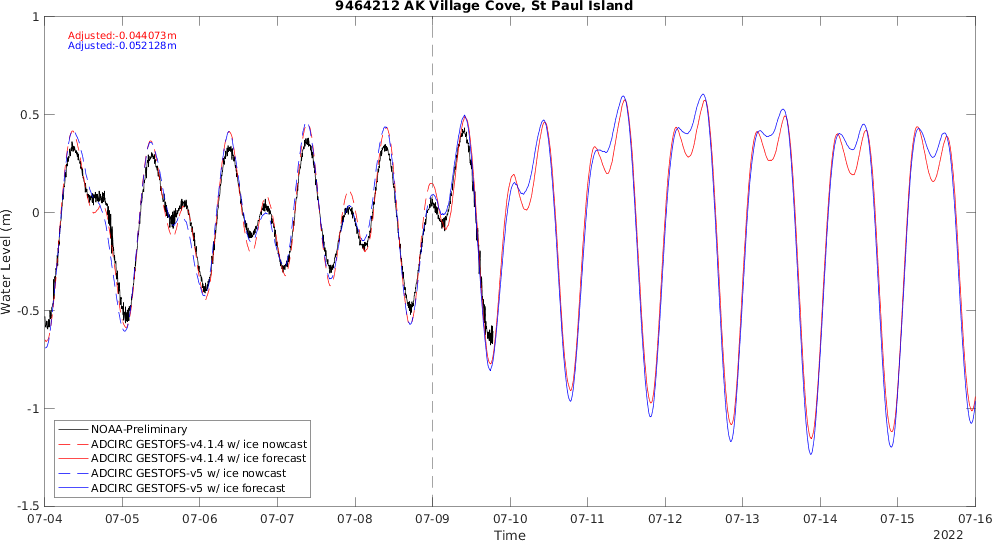 9464212 AK Village Cove, St Paul Island
Adjusted:-0.044073m
Adjusted:-0.052128m
1
0.5
0
-0.5
-1
-1.5
Water Level (m)
NOAA-Preliminary
ADCIRC GESTOFS-v4.1.4 w/ ice nowcast
ADCIRC GESTOFS-v4.1.4 w/ ice forecast
ADCIRC GESTOFS-v5 w/ ice nowcast
ADCIRC GESTOFS-v5 w/ ice forecast
07-04 07-05 07-06 07-07 07-08 07-09 07-10 07-11 07-12 07-13 07-14 07-15 07-16
Time
2022